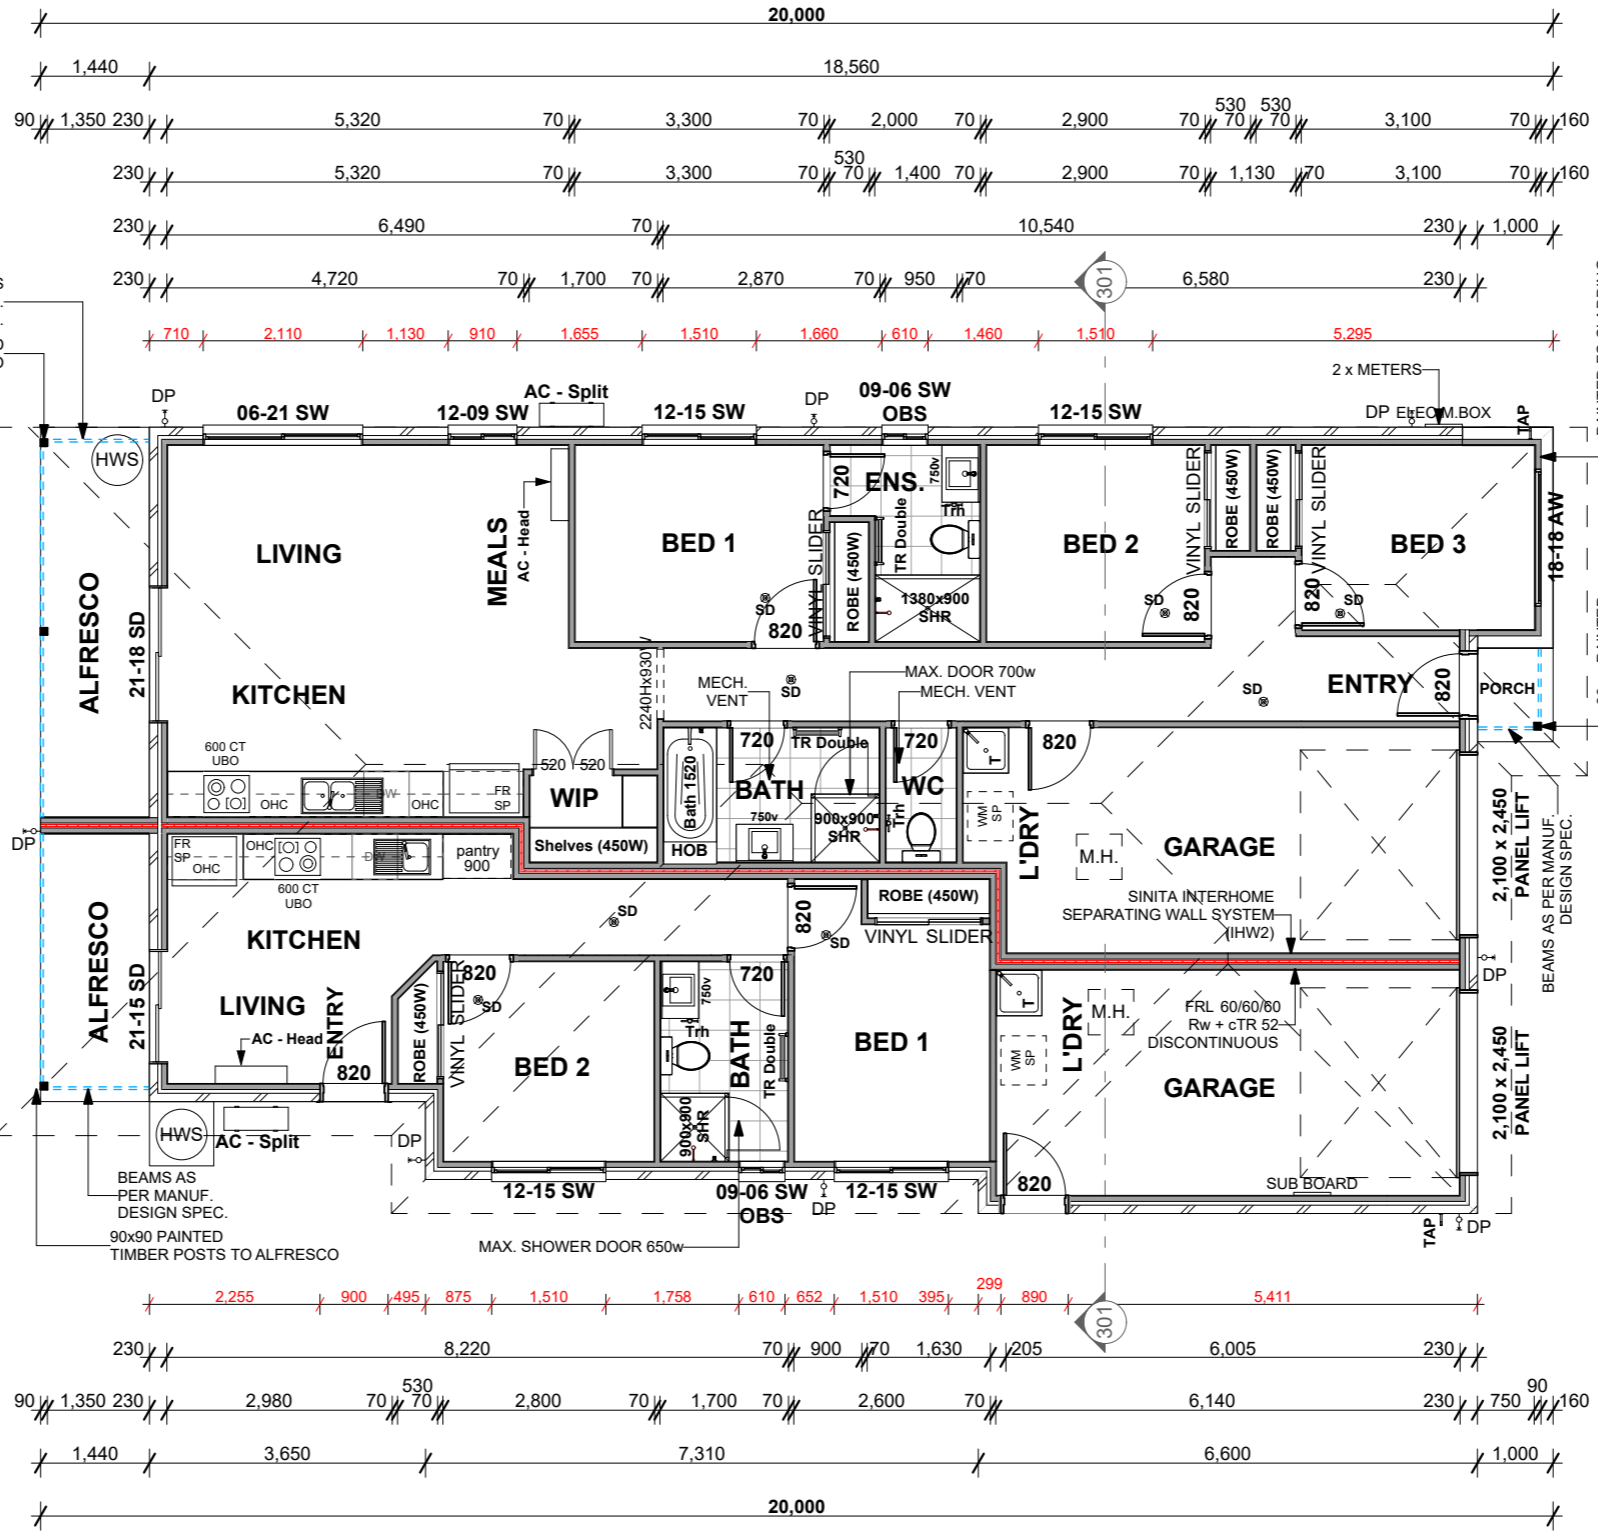 20,000
1,440 18,560
90 1,350 230 5,320 70 3,300 70 2,000 70 2,900 70 530 70 530 70 3,100 70 160
230 5,320 70 3,300 70 530 70 1,400 70 2,900 70 1,130 70 3,100 70 160
230 6,490 70 10,540 230 1,000
230 4,720 70 1,700 70 2,870 70 950 70 6,580 230
301
710 2,110 1,130 910 1,655 1,510 1,660 610 1,460 1,510 5,295
2 x METERS
DP
06-21 SW
12-09 SW
AC - Split
12-15 SW
DP
09-06 SW
OBS
12-15 SW
DP
ELEC M.BOX
TAP
HWS
ALFRESCO
21-18 SD
LIVING
MEALS
AC - Head
KITCHEN
600 CT
UBO
OHC
DW
OHC
FR
SP
BED 1
SD
820
VINYL SLIDER
ROBE (450W)
720
ENS.
750v
Trh
TR Double
1380x900
SHR
BED 2
SD
820
VINYL SLIDER
ROBE (450W)
ROBE (450W)
VINYL SLIDER
820
SD
BED 3
18-18 AW
2240Hx930W
MECH.
VENT
SD
MAX. DOOR 700w
MECH. VENT
SD
ENTRY
820
PORCH
520 520
WIP
Shelves (450W)
Bath 1520
HOB
720
BATH
750v
TR Double
900x900
SHR
720
WC
Trh
T
820
WM
SP
L'DRY
M.H.
GARAGE
2,100 x 2,450
PANEL LIFT
BEAMS AS PER MANUF.
DESIGN SPEC.
SINITA INTERHOME
SEPARATING WALL SYSTEM
(IHW2)
DP
DP
FR
SP
OHC
OHC
600 CT
UBO
DW
pantry
900
KITCHEN
SD
ALFRESCO
21-15 SD
LIVING
AC - Head
ENTRY
820
ROBE (450W)
VINYL SLIDER
820
SD
BED 2
750v
Trh
720
BATH
TR Double
900x900
SHR
820
SD
ROBE (450W)
VINYL SLIDER
BED 1
T
WM
SP
L'DRY
M.H.
FRL 60/60/60
Rw + cTR 52
DISCONTINUOUS
GARAGE
2,100 x 2,450
PANEL LIFT
820
SUB BOARD
HWS
AC - Split
DP
12-15 SW
09-06 SW
OBS
DP
12-15 SW
TAP
DP
BEAMS AS
PER MANUF.
DESIGN SPEC.
90x90 PAINTED
TIMBER POSTS TO ALFRESCO
MAX. SHOWER DOOR 650w
2,255 900 495 875 1,510 1,758 610 652 1,510 395 299 890 5,411
301
230 8,220 70 900 70 1,630 205 6,005 230
90 1,350 230 2,980 70 530 70 2,800 70 1,700 70 2,600 70 6,140 230 750 90 160
1,440 3,650 7,310 6,600 1,000
20,000